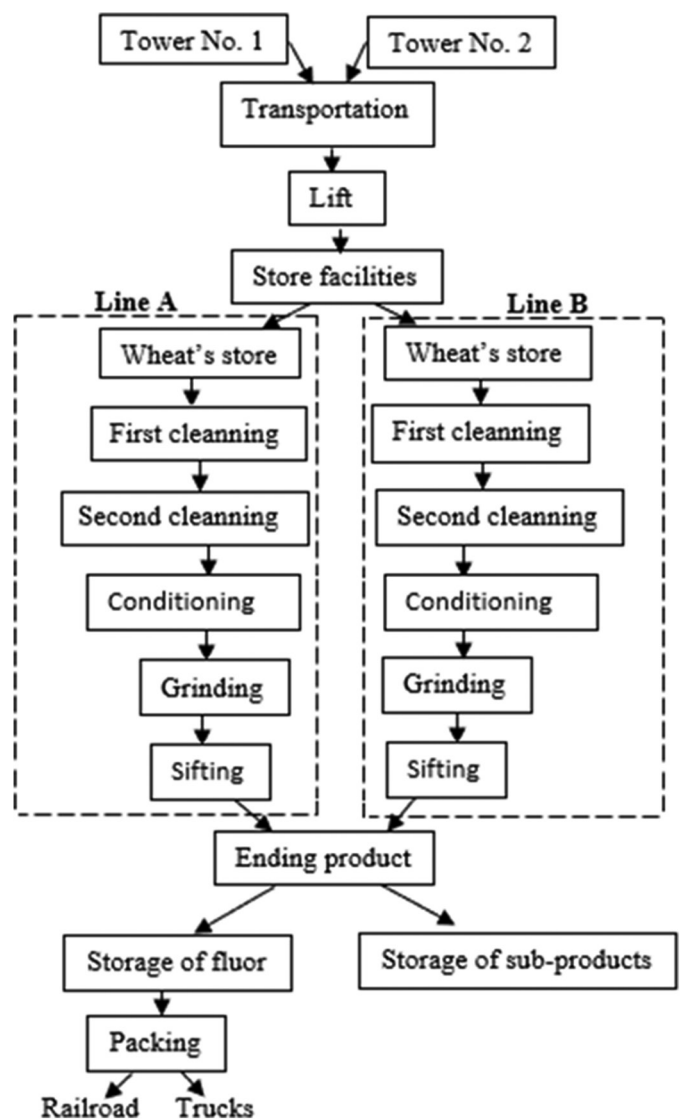 Tower No. 1
Tower No. 2
Transportation
Lift
Store facilities
Line A
Wheat's store
First cleanning
Second cleanning
Conditioning
Grinding
Sifting
Line B
Wheat's store
First cleanning
Second cleanning
Conditioning
Grinding
Sifting
Ending product
Storage of fluor
Storage of sub-products
Packing
Railroad
Trucks